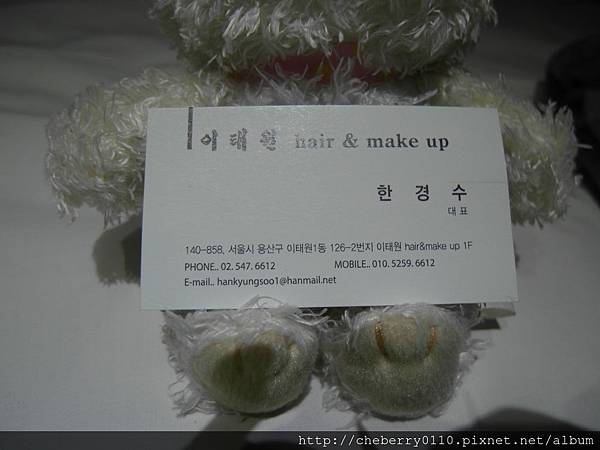 이태원 hair & make up
한 경 수
대표
140-858, 서울시 용산구 이태원1동 126-2번지 이태원 hair&make up 1F
PHONE.. 02. 547. 6612 MOBILE.. 010. 5259. 6612
E-mail.. hankyungsoo1@hanmail.net
http://cheberry0110.pixnet.net/album